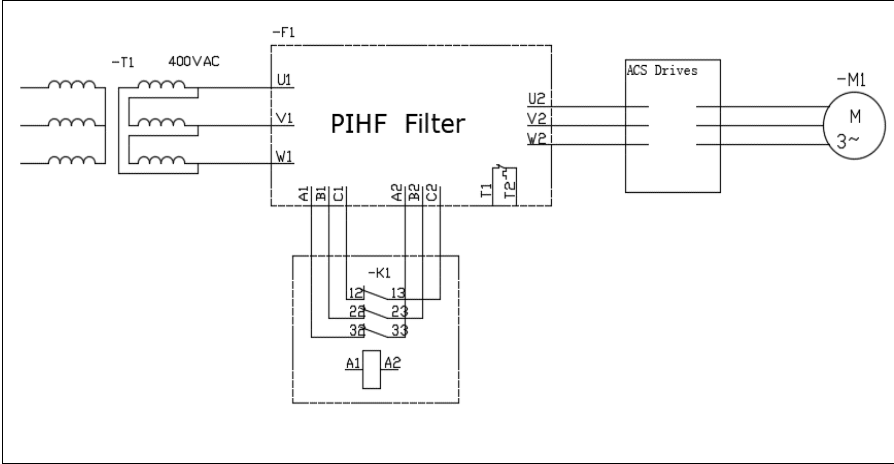 -F1
-T1 400VAC
ACS Drives
-M1
U1
U2
V1
PIHF Filter
V2
M
W1
W2
3~
A1
B1
C1
A2
B2
C2
T1
T2
-K1
12 13
22 23
32 33
A1 A2